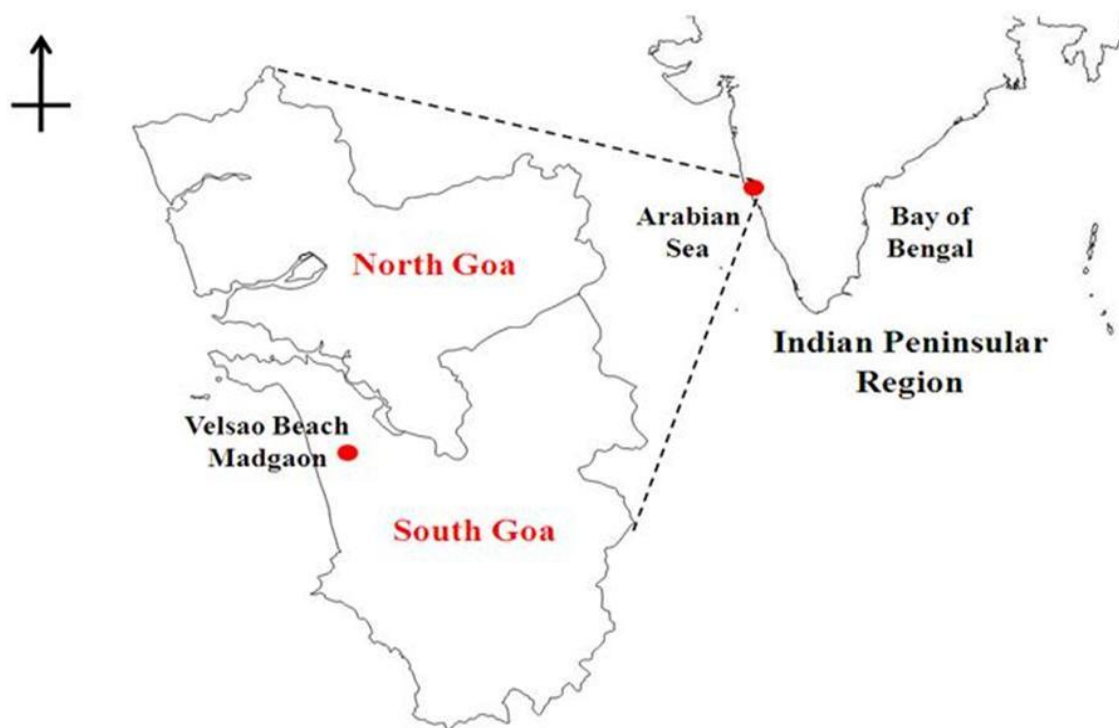 North Goa
Velsao Beach
Madgaon
South Goa
Arabian
Sea
Bay of
Bengal
Indian Peninsular
Region